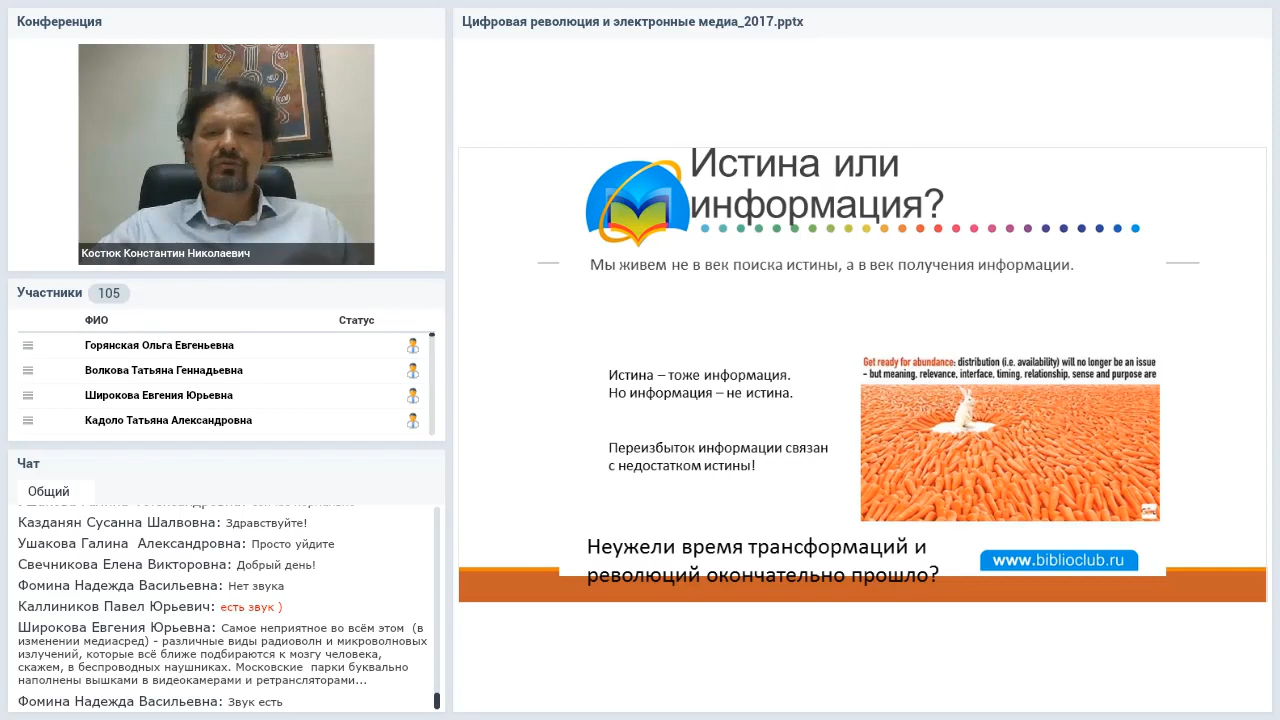 Конференция
Костюк Константин Николаевич
Участники 105
ФИО Статус
Горянская Ольга Евгеньевна
Волкова Татьяна Геннадьевна
Широкова Евгения Юрьевна
Кадоло Татьяна Александровна
Чат
Общий
Казданян Сусанна Шалвовна: Здравствуйте!
Ушакова Галина Александровна: Просто уйдите
Свечникова Елена Викторовна: Добрый день!
Фомина Надежда Васильевна: Нет звука
Каллиников Павел Юрьевич: есть звук )
Широкова Евгения Юрьевна: Самое неприятное во всём этом (в
изменении медиасред) - различные виды радиоволн и микроволновых
излучений, которые всё ближе подбираются к мозгу человека,
скажем, в беспроводных наушниках. Московские парки буквально
наполнены вышками в видеокамерами и ретрансляторами...
Фомина Надежда Васильевна: Звук есть
Цифровая революция и электронные медиа_2017.pptx
Истина или
информация?
Мы живем не в век поиска истины, а в век получения информации.
Истина – тоже информация.
Но информация – не истина.
Переизбыток информации связан
с недостатком истины!
Get ready for abundance: distribution (i.e. availability) will no longer be an issue
- but meaning, relevance, interface, timing, relationship, sense and purpose are
Неужели время трансформаций и
революций окончательно прошло?
www.biblioclub.ru